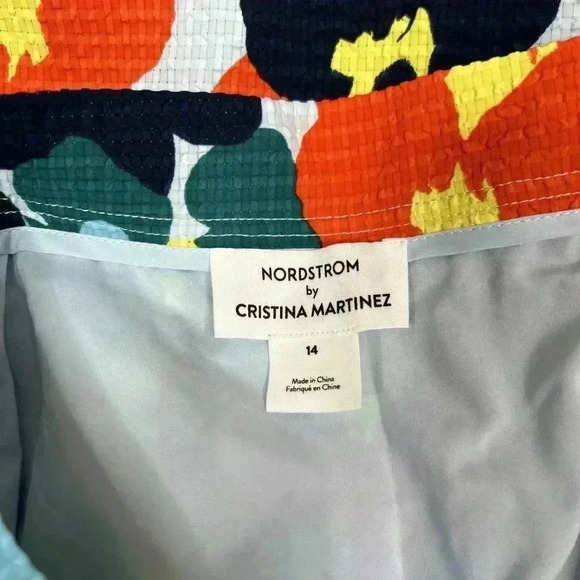 NORDSTROM
by
CRISTINA MARTINEZ
14
Made in China
Fabriqué en Chine